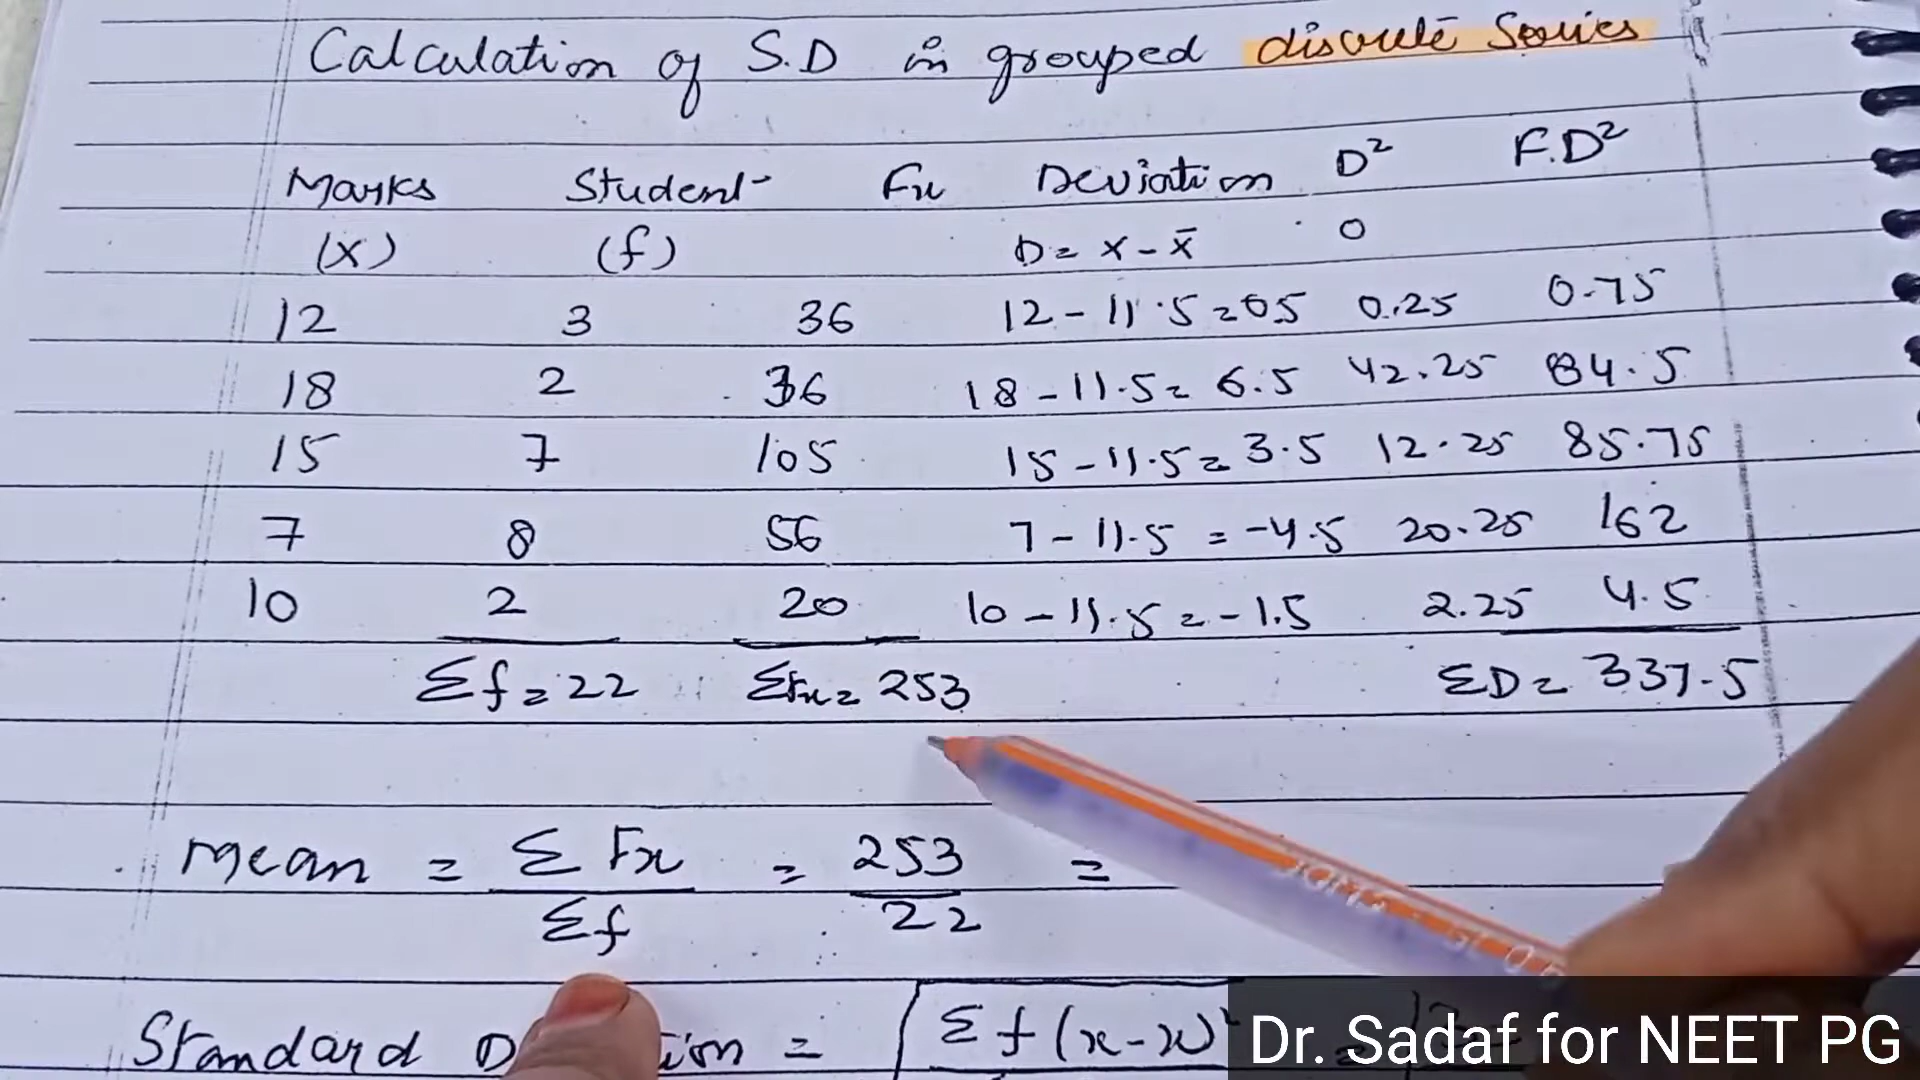 Calculation of S.D in grouped discrete Series
Marks Student Fx Deviation D² F.D²
(x) (f) D = x - x̄ 0
12 3 36 12 - 11.5 = 0.5 0.25 0.75
18 2 36 18 - 11.5 = 6.5 42.25 84.5
15 7 105 15 - 11.5 = 3.5 12.25 85.75
7 8 56 7 - 11.5 = -4.5 20.25 162
10 2 20 10 - 11.5 = -1.5 2.25 4.5
Σf = 22 ΣFx = 253 ΣD = 337.5
Mean = Σ Fx / Σf = 253 / 22 =
Standard = √ Σ f (x - x)²
Dr. Sadaf for NEET PG